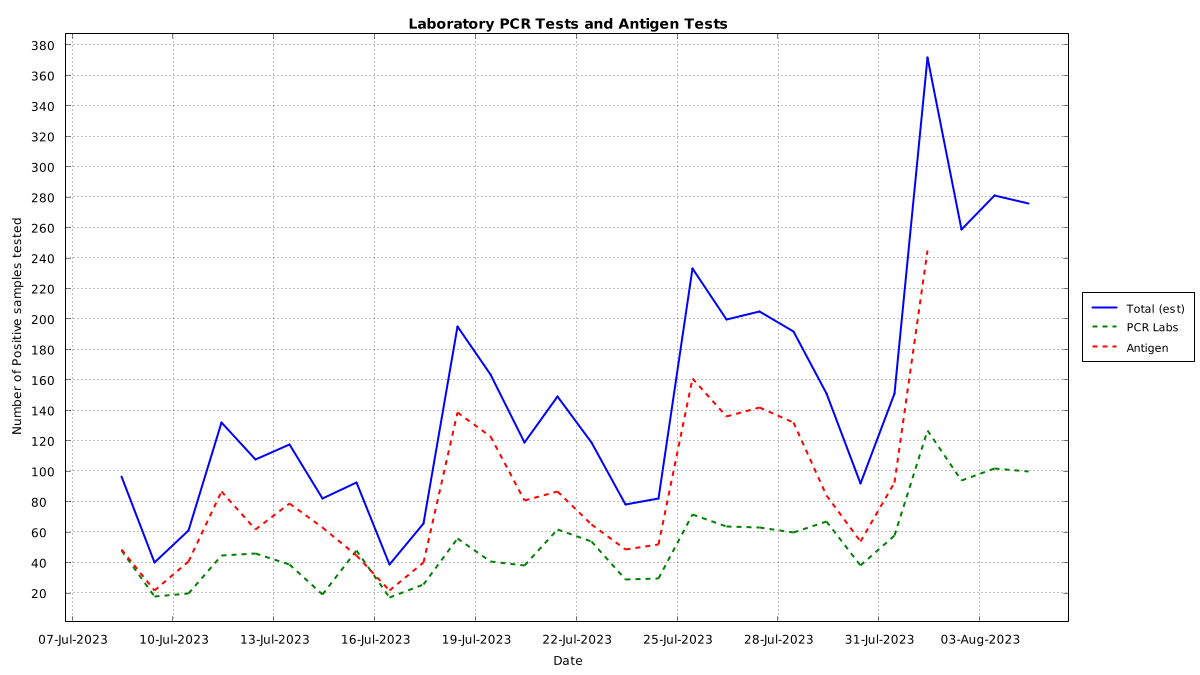 Laboratory PCR Tests and Antigen Tests
380
360
340
320
300
280
260
240
220
200
180
160
140
120
100
80
60
40
20
Number of Positive samples tested
07-Jul-2023 10-Jul-2023 13-Jul-2023 16-Jul-2023 19-Jul-2023 22-Jul-2023 25-Jul-2023 28-Jul-2023 31-Jul-2023 03-Aug-2023
Date
Total (est)
PCR Labs
Antigen